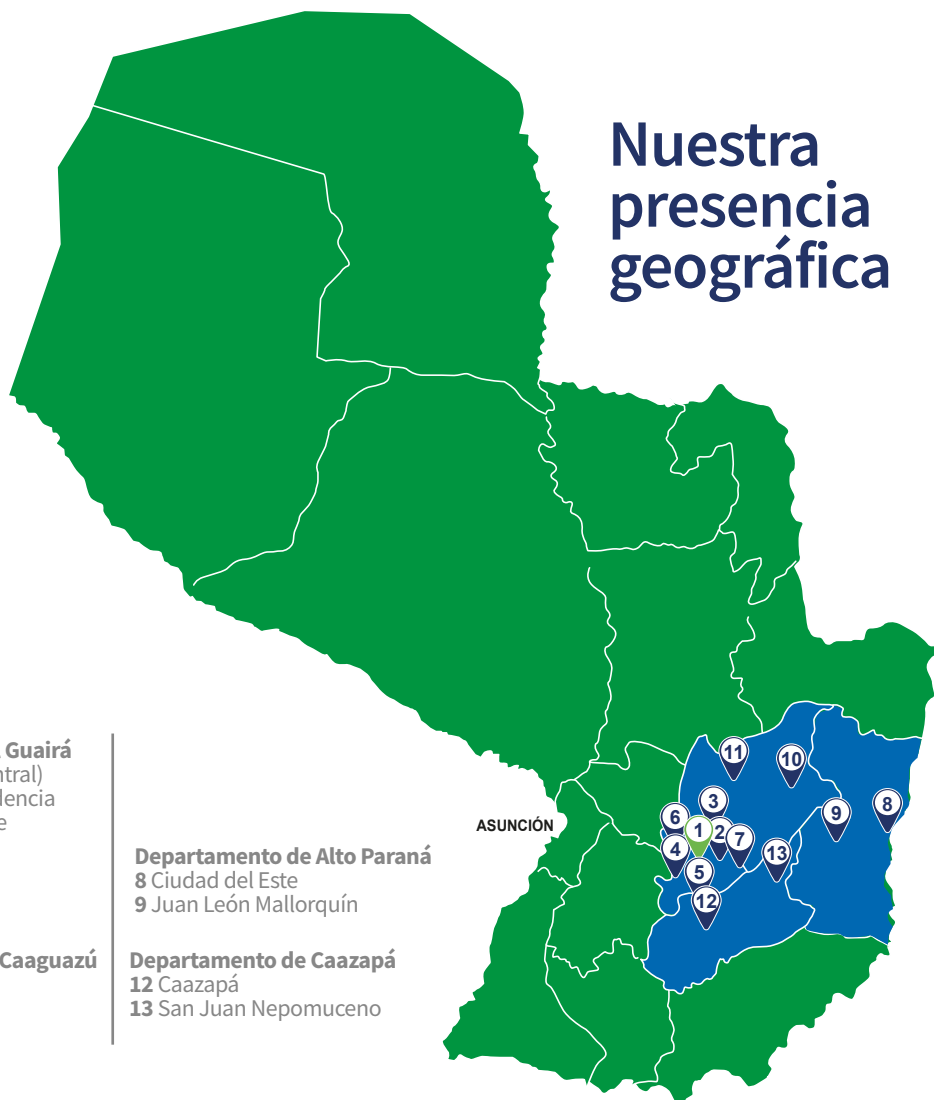 Nuestra
presencia
geográfica
11
10
3
8
6
9
1
2
7
ASUNCIÓN
4
13
5
12
Guairá
ntral)
dencia
e
Departamento de Alto Paraná
8 Ciudad del Este
9 Juan León Mallorquín
Caaguazú
Departamento de Caazapá
12 Caazapá
13 San Juan Nepomuceno